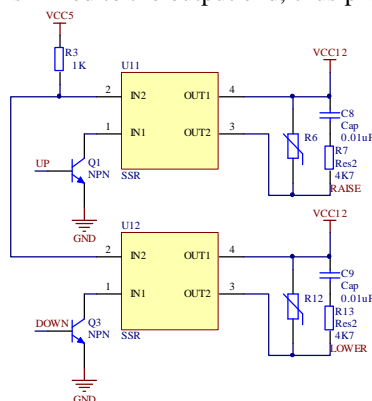 VCC5
R3
1K
U11
VCC12
2
IN2
OUT1
4
C8
Cap
0.01uF
1
IN1
OUT2
3
R6
R7
Res2
4K7
UP
Q1
NPN
SSR
RAISE
GND
U12
VCC12
2
IN2
OUT1
4
C9
Cap
0.01uF
1
IN1
OUT2
3
R12
R13
Res2
4K7
DOWN
Q3
NPN
SSR
LOWER
GND